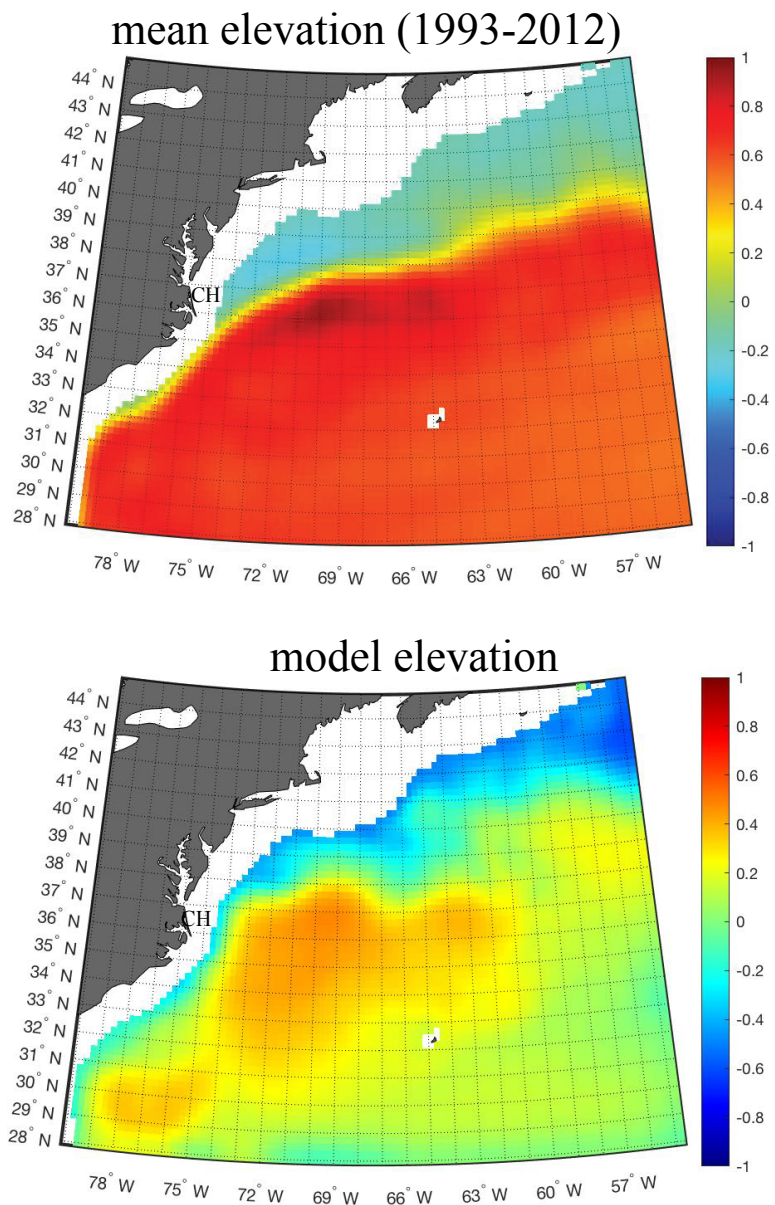 mean elevation (1993-2012)
44° N
43° N
42° N
41° N
40° N
39° N
38° N
37° N
36° N
35° N
34° N
33° N
32° N
31° N
30° N
29° N
28° N
CH
78° W
75° W
72° W
69° W
66° W
63° W
60° W
57° W
1
0.8
0.6
0.4
0.2
0
-0.2
-0.4
-0.6
-0.8
-1
model elevation
44° N
43° N
42° N
41° N
40° N
39° N
38° N
37° N
36° N
35° N
34° N
33° N
32° N
31° N
30° N
29° N
28° N
CH
78° W
75° W
72° W
69° W
66° W
63° W
60° W
57° W
1
0.8
0.6
0.4
0.2
0
-0.2
-0.4
-0.6
-0.8
-1